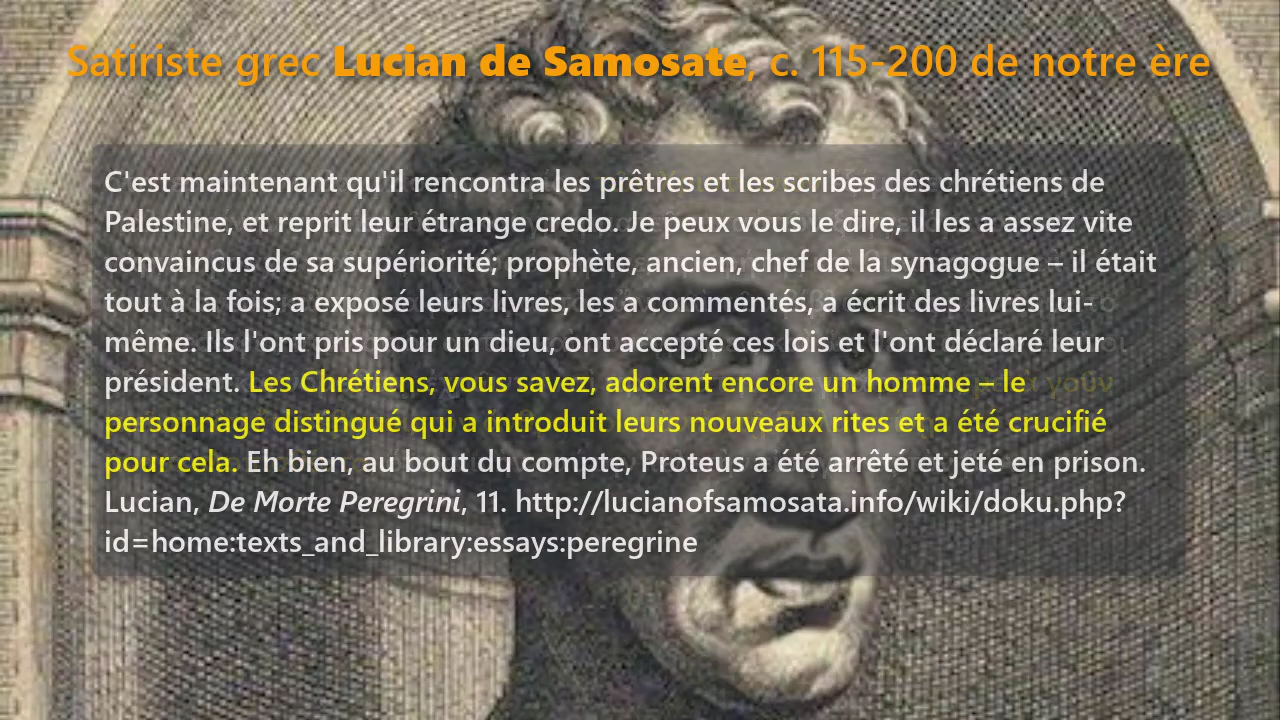 Satiriste grec Lucian de Samosate, c. 115-200 de notre ère
C'est maintenant qu'il rencontra les prêtres et les scribes des chrétiens de
Palestine, et reprit leur étrange credo. Je peux vous le dire, il les a assez vite
convaincus de sa supériorité; prophète, ancien, chef de la synagogue – il était
tout à la fois; a exposé leurs livres, les a commentés, a écrit des livres lui-
même. Ils l'ont pris pour un dieu, ont accepté ces lois et l'ont déclaré leur
président. Les Chrétiens, vous savez, adorent encore un homme – le
personnage distingué qui a introduit leurs nouveaux rites et a été crucifié
pour cela. Eh bien, au bout du compte, Proteus a été arrêté et jeté en prison.
Lucian, De Morte Peregrini, 11. http://lucianofsamosata.info/wiki/doku.php?
id=home:texts_and_library:essays:peregrine